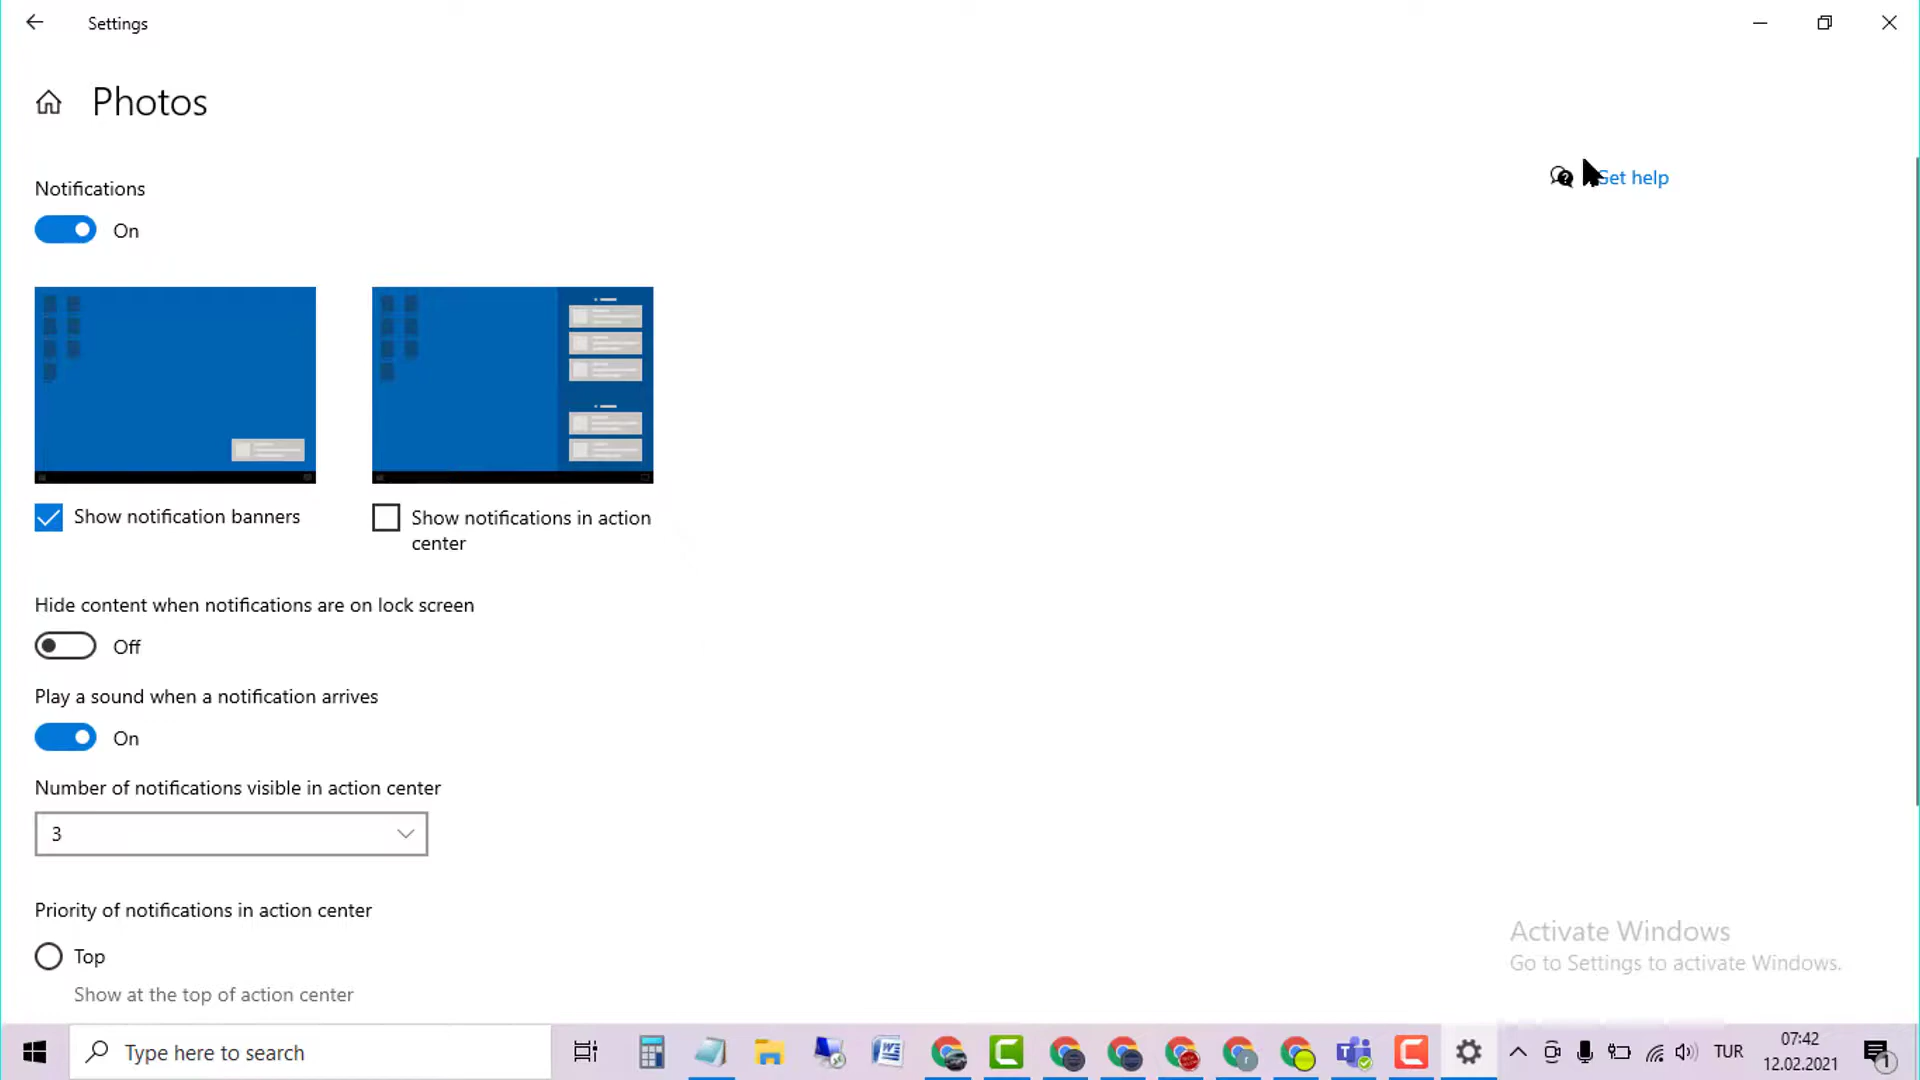 Settings
Photos
Get help
Notifications
On
Show notification banners
Show notifications in action
center
Hide content when notifications are on lock screen
Off
Play a sound when a notification arrives
On
Number of notifications visible in action center
3
Priority of notifications in action center
Top
Show at the top of action center
Activate Windows
Go to Settings to activate Windows.
Type here to search
TUR
07:42
12.02.2021
1